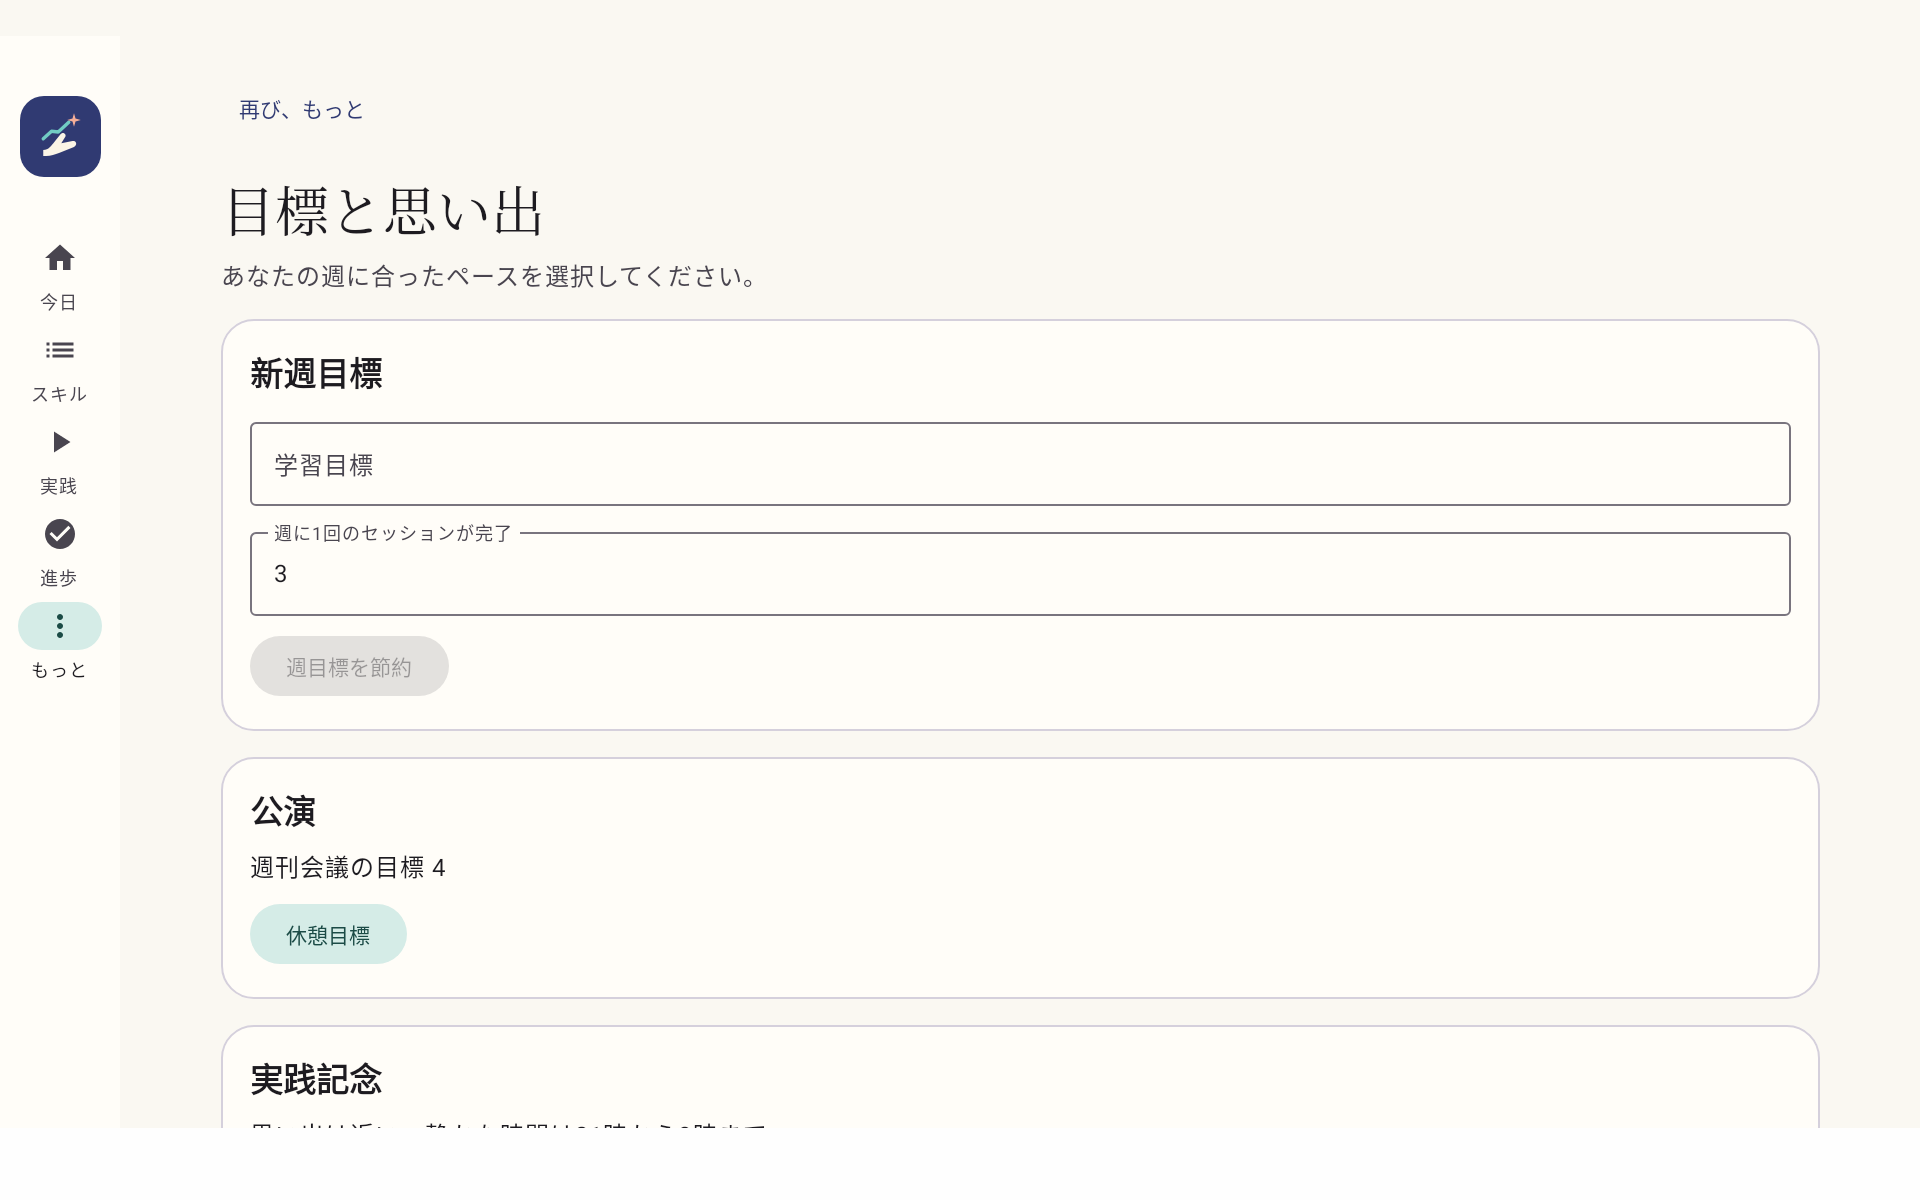 再び、もっと
目標と思い出
あなたの週に合ったペースを選択してください。
今日
スキル
実践
進歩
もっと
新週目標
学習目標
週に1回のセッションが完了
3
週目標を節約
公演
週刊会議の目標 4
休憩目標
実践記念